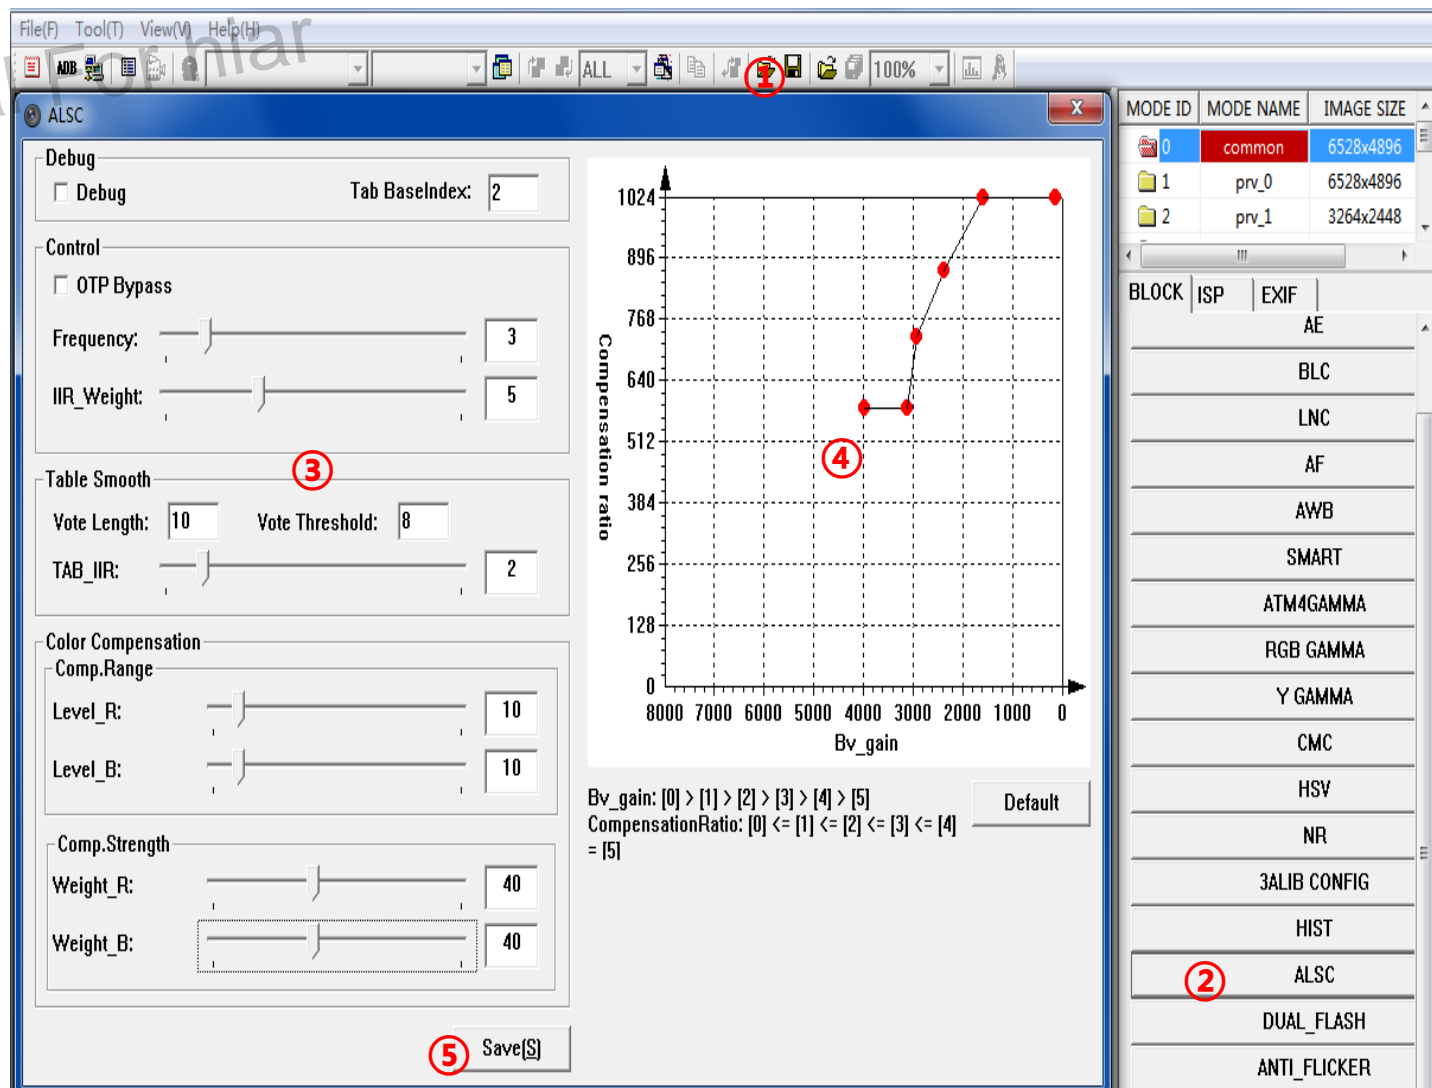 File(F) Tool(T) View(V) Help(H)
For hiar
ADB ALL 100%
①
ALSC
Debug
Debug Tab BaseIndex: 2
Control
OTP Bypass
Frequency: 3
IIR_Weight: 5
③
Table Smooth
Vote Length: 10 Vote Threshold: 8
TAB_IIR: 2
Color Compensation
Comp.Range
Level_R: 10
Level_B: 10
Comp.Strength
Weight_R: 40
Weight_B: 40
⑤ Save(S)
Compensation ratio
1024
896
768
640
512
384
256
128
0
④
8000 7000 6000 5000 4000 3000 2000 1000 0
Bv_gain
Bv_gain: [0] > [1] > [2] > [3] > [4] > [5]
CompensationRatio: [0] <= [1] <= [2] <= [3] <= [4]
= [5]
Default
MODE ID MODE NAME IMAGE SIZE
0 common 6528x4896
1 prv_0 6528x4896
2 prv_1 3264x2448
BLOCK ISP EXIF
AE
BLC
LNC
AF
AWB
SMART
ATM4GAMMA
RGB GAMMA
Y GAMMA
CMC
HSV
NR
3ALIB CONFIG
HIST
② ALSC
DUAL_FLASH
ANTI_FLICKER